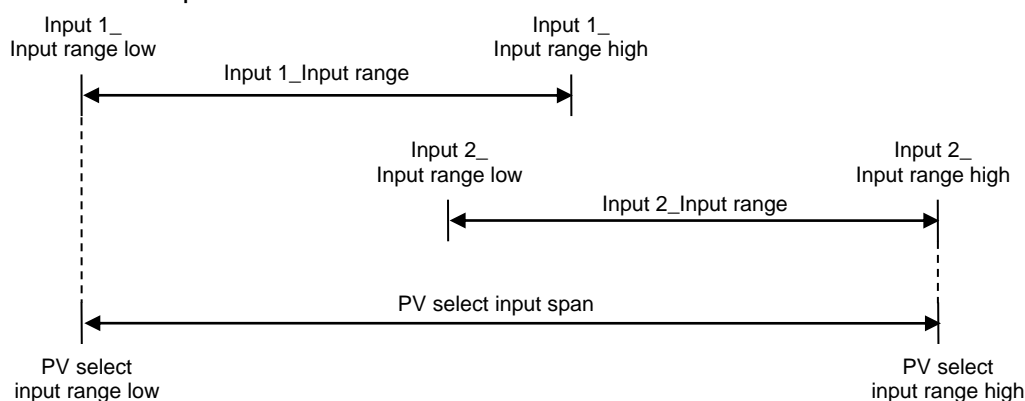 Input 1_
Input range low
Input 1_
Input range high
Input 1_Input range
Input 2_
Input range low
Input 2_
Input range high
Input 2_Input range
PV select input span
PV select
input range low
PV select
input range high